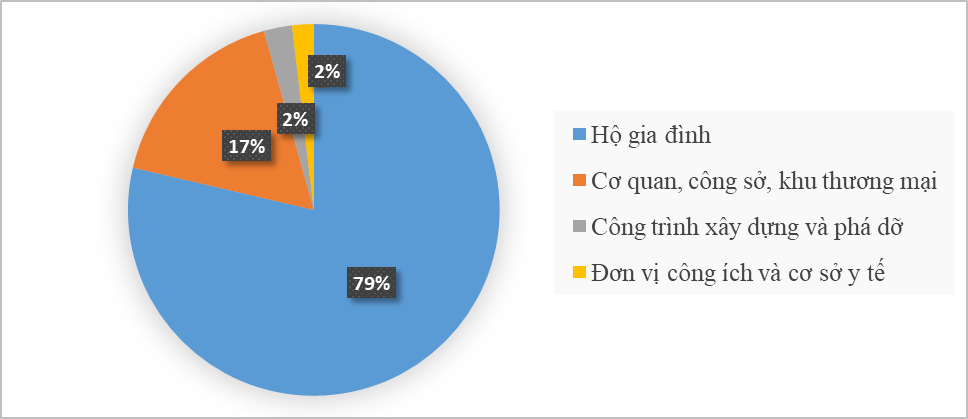 2%
2%
17%
79%
Hộ gia đình
Cơ quan, công sở, khu thương mại
Công trình xây dựng và phá dỡ
Đơn vị công ích và cơ sở y tế